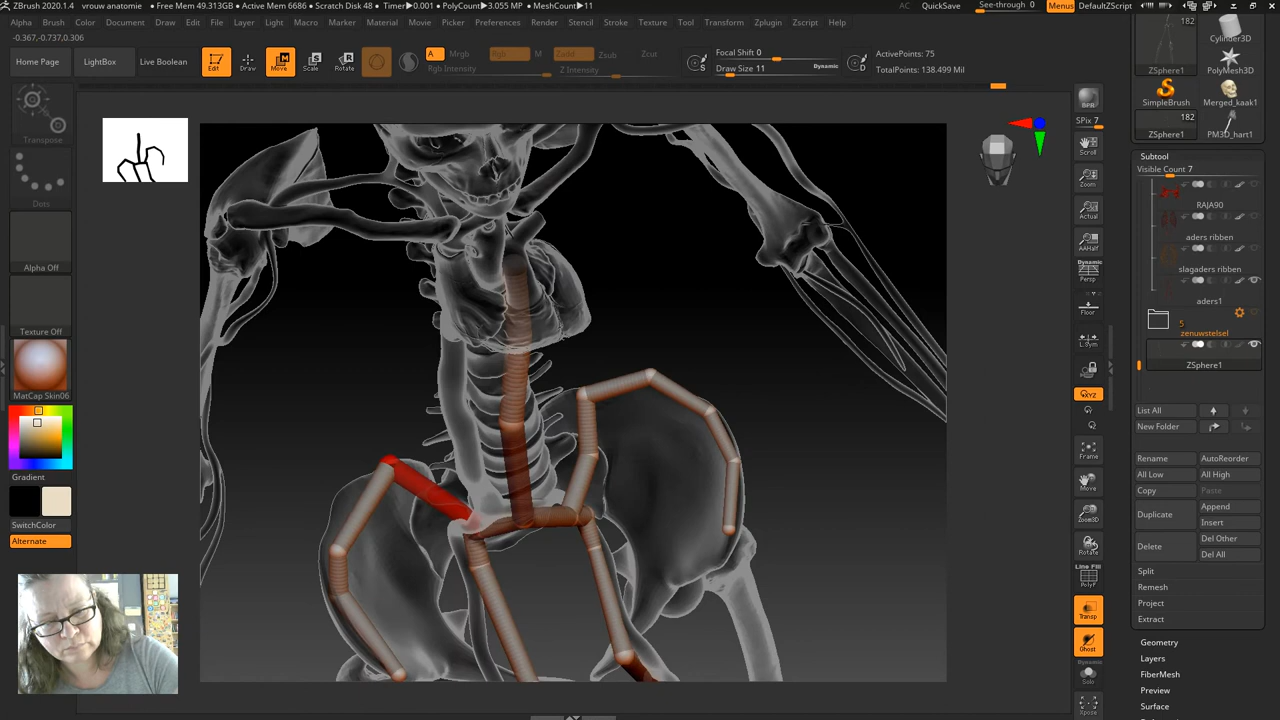 ZBrush 2020.1.4 vrouw anatomie • Free Mem 49.313GB • Active Mem 6686 • Scratch Disk 48 • Timer▶0.001 • PolyCount▶3.055 MP • MeshCount▶11 AC QuickSave See-through 0 Menus DefaultZScript
Alpha Brush Color Document Draw Edit File Layer Light Macro Marker Material Movie Picker Preferences Render Stencil Stroke Texture Tool Transform Zplugin Zscript Help
-0.367,-0.737,0.306
Home Page LightBox Live Boolean Edit Draw Move Scale Rotate A Mrgb Rgb M Zadd Zsub Zcut
Rgb Intensity Z Intensity
Focal Shift 0
Draw Size 11 Dynamic
S D
ActivePoints: 75
TotalPoints: 138.499 Mil
Transpose
Dots
Alpha Off
Texture Off
MatCap Skin06
Gradient
SwitchColor
Alternate
BPR
SPix 7
Scroll
Zoom
Actual
AAHalf
Dynamic
Persp
Floor
L.Sym
XYZ
Frame
Move
Zoom3D
Rotate
Line Fill
PolyF
Transp
Ghost
Dynamic
Solo
Xpose
182
Cylinder3D
ZSphere1 PolyMesh3D
SimpleBrush Merged_kaak1
182
ZSphere1 PM3D_hart1
Subtool
Visible Count 7
RAJA90
aders ribben
slagaders ribben
aders1
5
zenuwstelsel
ZSphere1
List All
New Folder
Rename AutoReorder
All Low All High
Copy Paste
Duplicate Append
Insert
Delete Del Other
Del All
Split
Remesh
Project
Extract
Geometry
Layers
FiberMesh
Preview
Surface